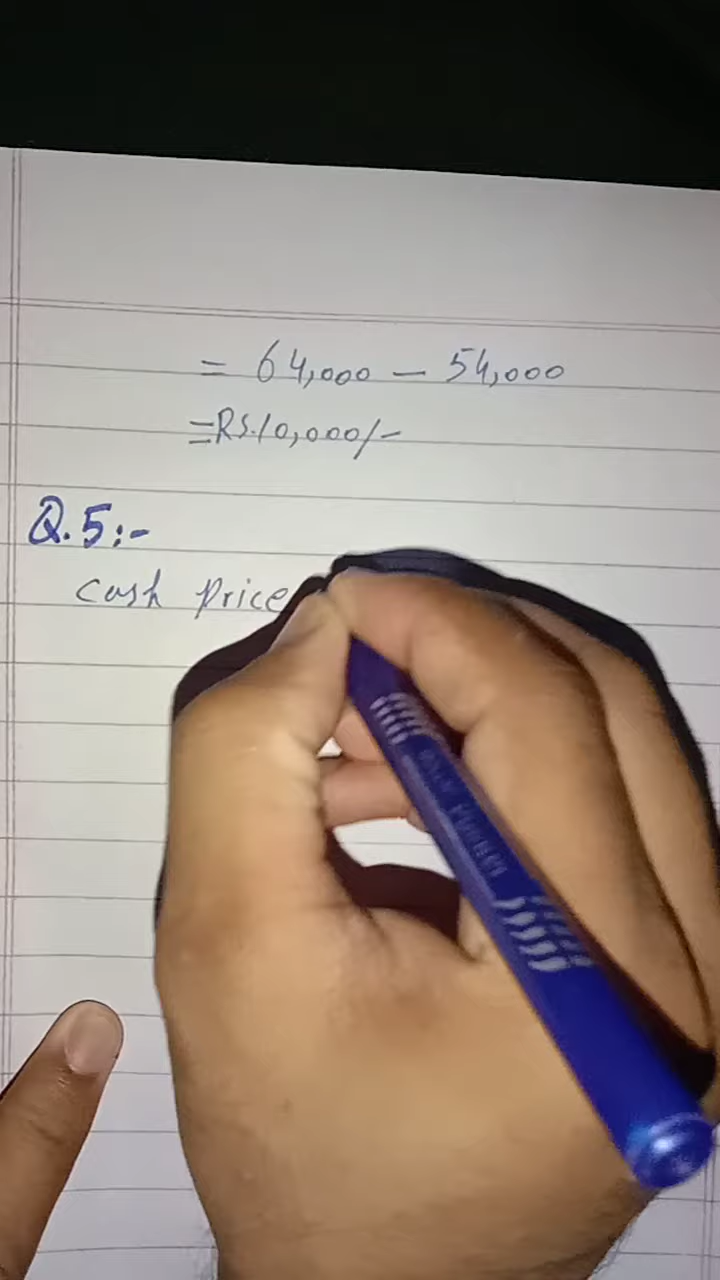 = 64,000 — 54,000
=Rs.10,000/-
Q.5:-
Cash Price